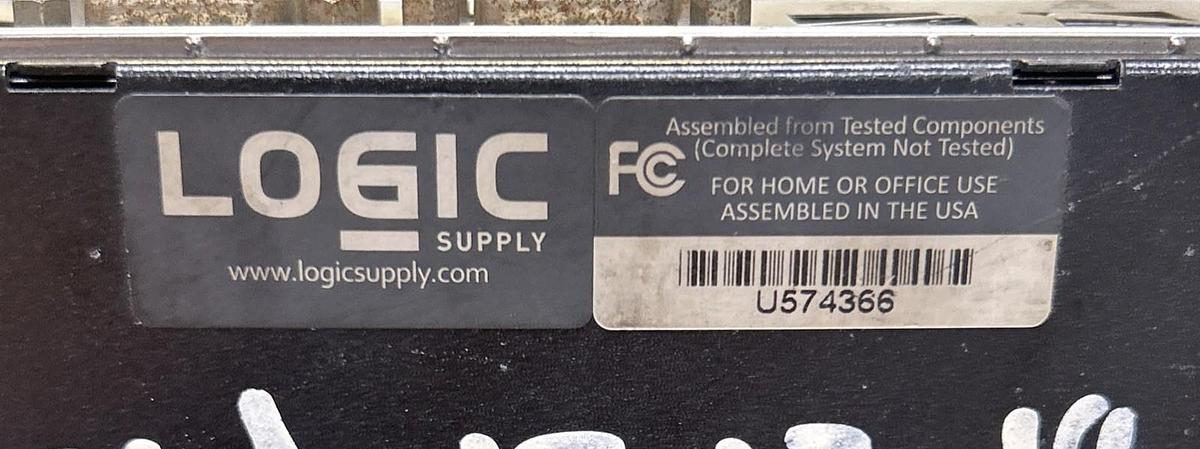 LOGIC
SUPPLY
www.logicsupply.com
Assembled from Tested Components
(Complete System Not Tested)
FC
FOR HOME OR OFFICE USE
ASSEMBLED IN THE USA
U574366